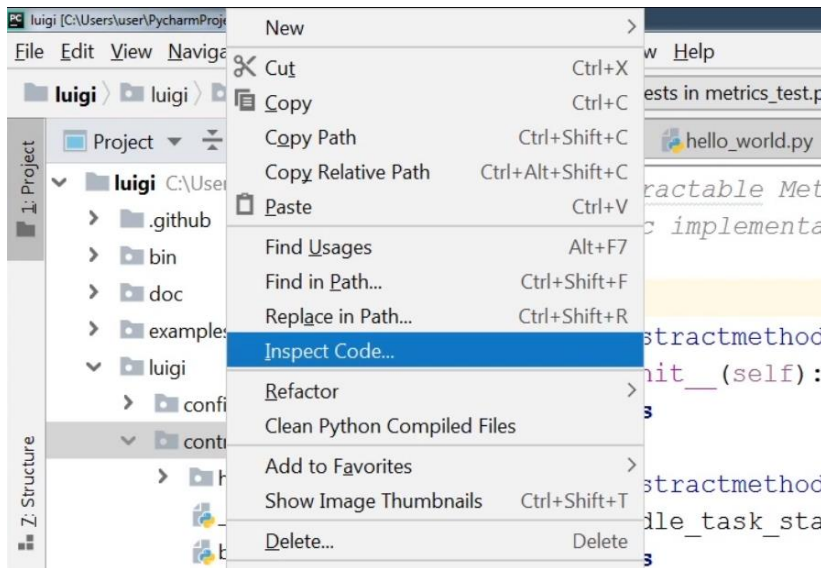 luigi [C:\Users\user\PycharmProje
File Edit View Naviga
w Help
luigi luigi
ests in metrics_test.p
Project
hello_world.py
1: Project
Z: Structure
luigi C:\User
.github
bin
doc
examples
luigi
confi
contr
h
_
b
New
Cut Ctrl+X
Copy Ctrl+C
Copy Path Ctrl+Shift+C
Copy Relative Path Ctrl+Alt+Shift+C
Paste Ctrl+V
Find Usages Alt+F7
Find in Path... Ctrl+Shift+F
Replace in Path... Ctrl+Shift+R
Inspect Code...
Refactor
Clean Python Compiled Files
Add to Favorites
Show Image Thumbnails Ctrl+Shift+T
Delete... Delete
ractable Met
c implementa
stractmethod
nit__(self):
s
stractmethod
dle_task_sta
s